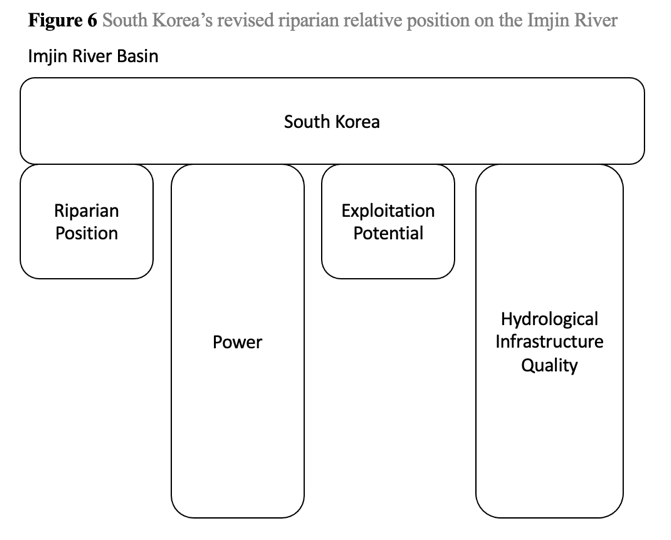 Figure 6 South Korea’s revised riparian relative position on the Imjin River
Imjin River Basin
South Korea
Riparian
Position
Power
Exploitation
Potential
Hydrological
Infrastructure
Quality